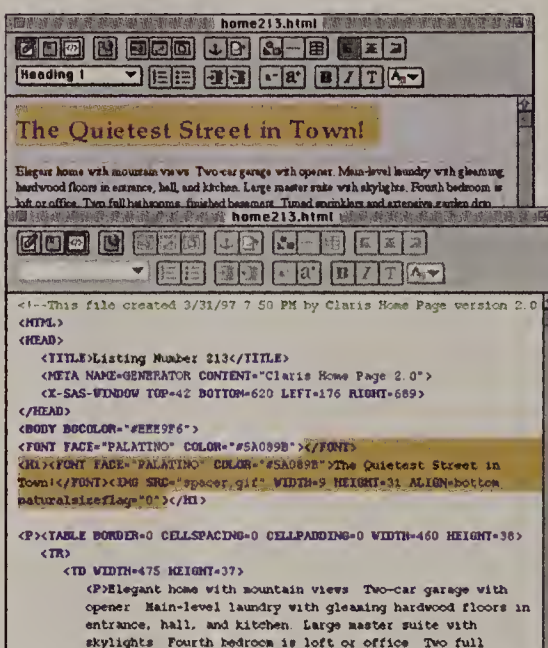 home213.html
Heading 1
B I T A
The Quietest Street in Town!
Elegant home with mountain views Two-car garage with opener. Main-level laundry with gleaming
hardwood floors in entrance, hall, and kitchen. Large master suite with skylights. Fourth bedroom is
loft or office. Two full bathrooms, finished basement. Timed sprinklers and extensive garden drip
home213.html
B I T A
<!--This file created 3/31/97 7 50 PM by Claris Home Page version 2.0
<HTML>
<HEAD>
<TITLE>Listing Number 213</TITLE>
<META NAME=GENERATOR CONTENT="Claris Home Page 2.0">
<X-SAS-WINDOW TOP=42 BOTTOM=620 LEFT=176 RIGHT=689>
</HEAD>
<BODY BGCOLOR="#EEE9F6">
<FONT FACE="PALATINO" COLOR="#5A089B"></FONT>
<H1><FONT FACE="PALATINO" COLOR="#5A089B">The Quietest Street in
Town!</FONT><IMG SRC="spacer.gif" WIDTH=9 HEIGHT=31 ALIGN=bottom
naturalsizeflag="0"></H1>
<P><TABLE BORDER=0 CELLSPACING=0 CELLPADDING=0 WIDTH=460 HEIGHT=38>
<TR>
<TD WIDTH=475 HEIGHT=37>
<P>Elegant home with mountain views Two-car garage with
opener Main-level laundry with gleaming hardwood floors in
entrance, hall, and kitchen. Large master suite with
skylights Fourth bedroom is loft or office Two full